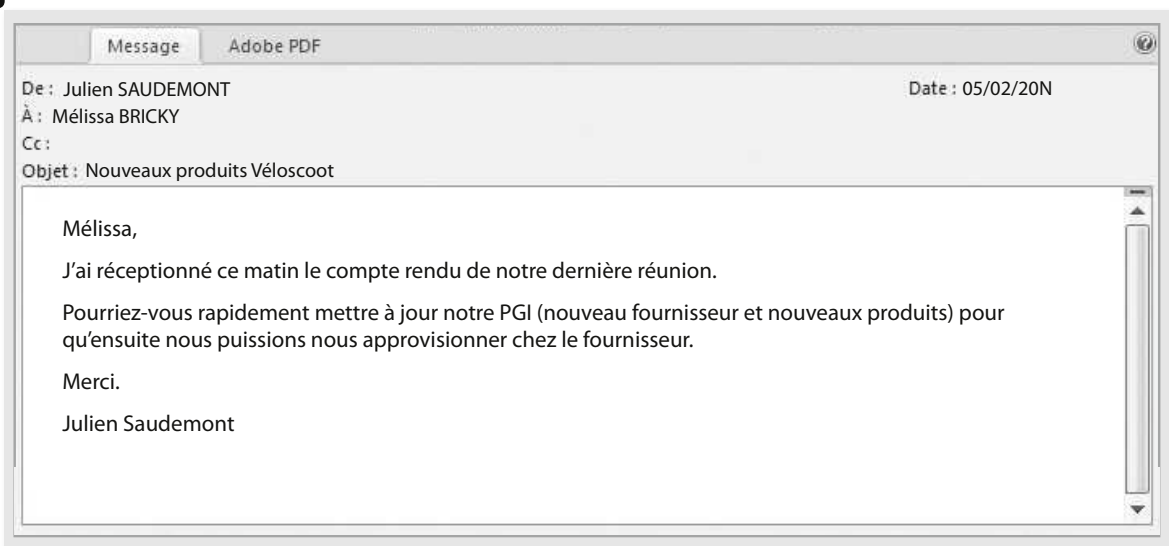 Message Adobe PDF
De : Julien SAUDEMONT Date : 05/02/20N
À : Mélissa BRICKY
Cc :
Objet : Nouveaux produits Véloscoot
Mélissa,
J'ai réceptionné ce matin le compte rendu de notre dernière réunion.
Pourriez-vous rapidement mettre à jour notre PGI (nouveau fournisseur et nouveaux produits) pour
qu'ensuite nous puissions nous approvisionner chez le fournisseur.
Merci.
Julien Saudemont